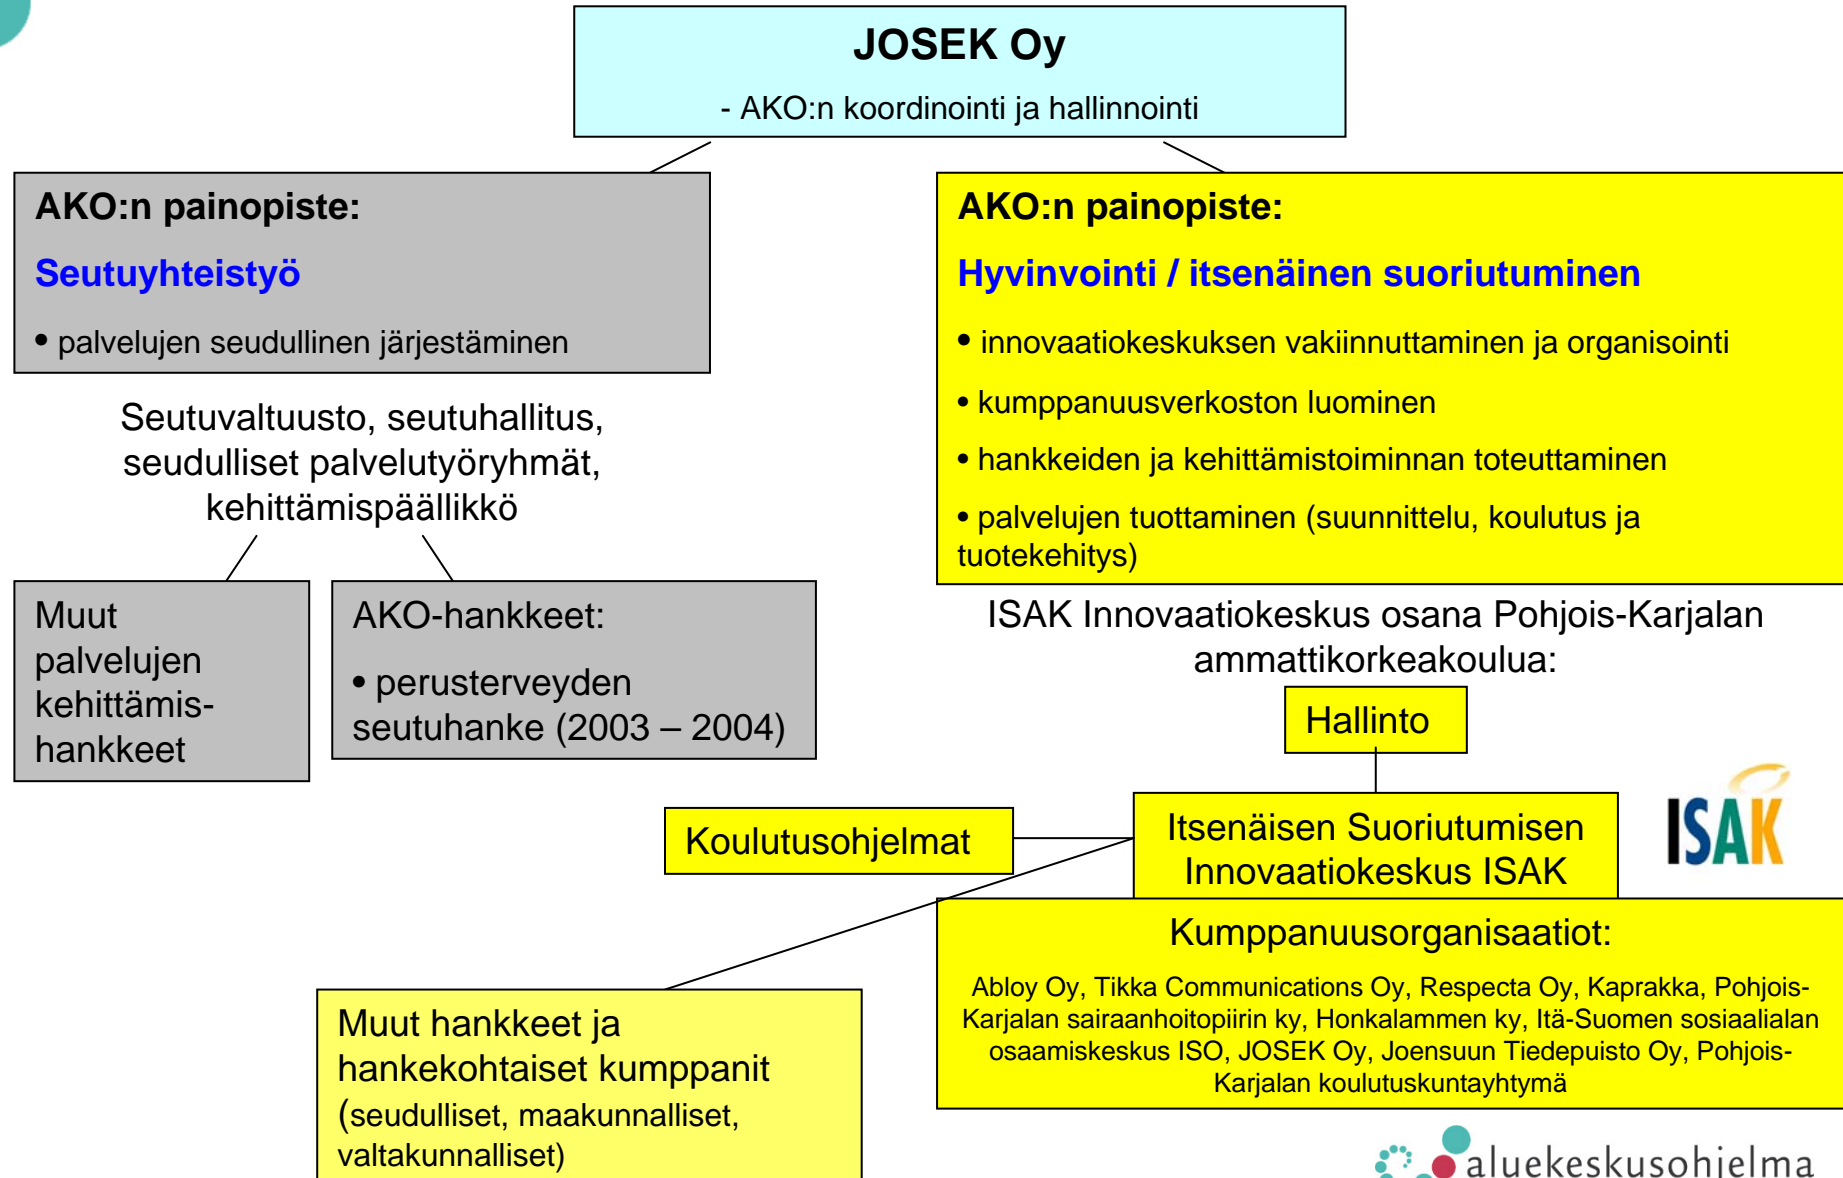 JOSEK Oy
- AKO:n koordinointi ja hallinnointi
AKO:n painopiste:
Seutuyhteistyö
• palvelujen seudullinen järjestäminen
Seutuvaltuusto, seutuhallitus,
seudulliset palvelutyöryhmät,
kehittämispäällikkö
Muut
palvelujen
kehittämis-
hankkeet
AKO-hankkeet:
• perusterveyden
seutuhanke (2003 – 2004)
AKO:n painopiste:
Hyvinvointi / itsenäinen suoriutuminen
• innovaatiokeskuksen vakiinnuttaminen ja organisointi
• kumppanuusverkoston luominen
• hankkeiden ja kehittämistoiminnan toteuttaminen
• palvelujen tuottaminen (suunnittelu, koulutus ja
tuotekehitys)
ISAK Innovaatiokeskus osana Pohjois-Karjalan
ammattikorkeakoulua:
Hallinto
Koulutusohjelmat
Itsenäisen Suoriutumisen
Innovaatiokeskus ISAK
ISAK
Kumppanuusorganisaatiot:
Abloy Oy, Tikka Communications Oy, Respecta Oy, Kaprakka, Pohjois-
Karjalan sairaanhoitopiirin ky, Honkalammen ky, Itä-Suomen sosiaalialan
osaamiskeskus ISO, JOSEK Oy, Joensuun Tiedepuisto Oy, Pohjois-
Karjalan koulutuskuntayhtymä
Muut hankkeet ja
hankekohtaiset kumppanit
(seudulliset, maakunnalliset,
valtakunnalliset)
aluekeskusohjelma